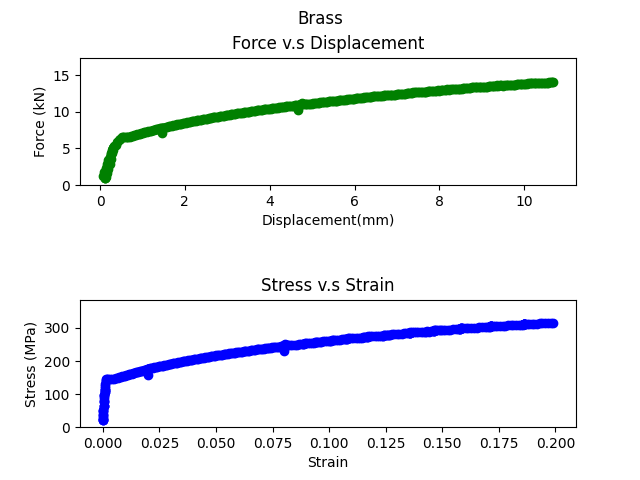 Brass
Force v.s Displacement
15
10
5
0
Force (kN)
0 2 4 6 8 10
Displacement(mm)
Stress v.s Strain
300
200
100
0
Stress (MPa)
0.000 0.025 0.050 0.075 0.100 0.125 0.150 0.175 0.200
Strain